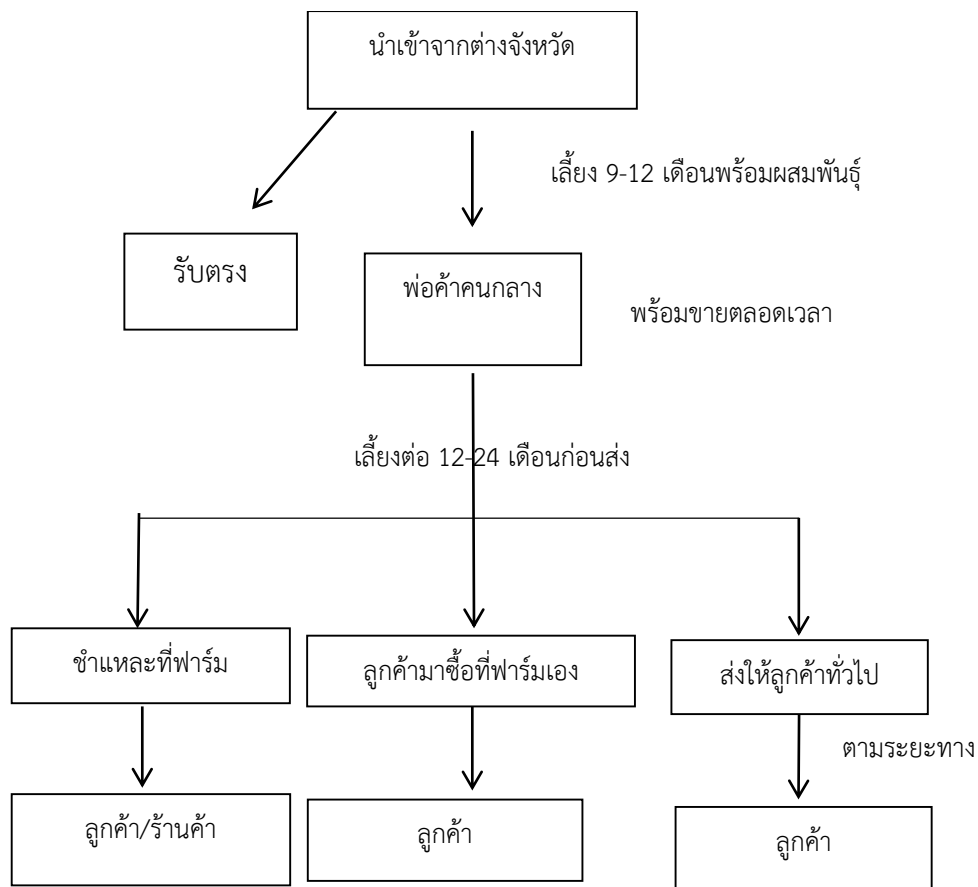 นำเข้าจากต่างจังหวัด
เลี้ยง 9-12 เดือนพร้อมผสมพันธุ์
รับตรง
พ่อค้าคนกลาง
พร้อมขายตลอดเวลา
เลี้ยงต่อ 12-24 เดือนก่อนส่ง
ชำแหละที่ฟาร์ม
ลูกค้ามาซื้อที่ฟาร์มเอง
ส่งให้ลูกค้าทั่วไป
ตามระยะทาง
ลูกค้า/ร้านค้า
ลูกค้า
ลูกค้า